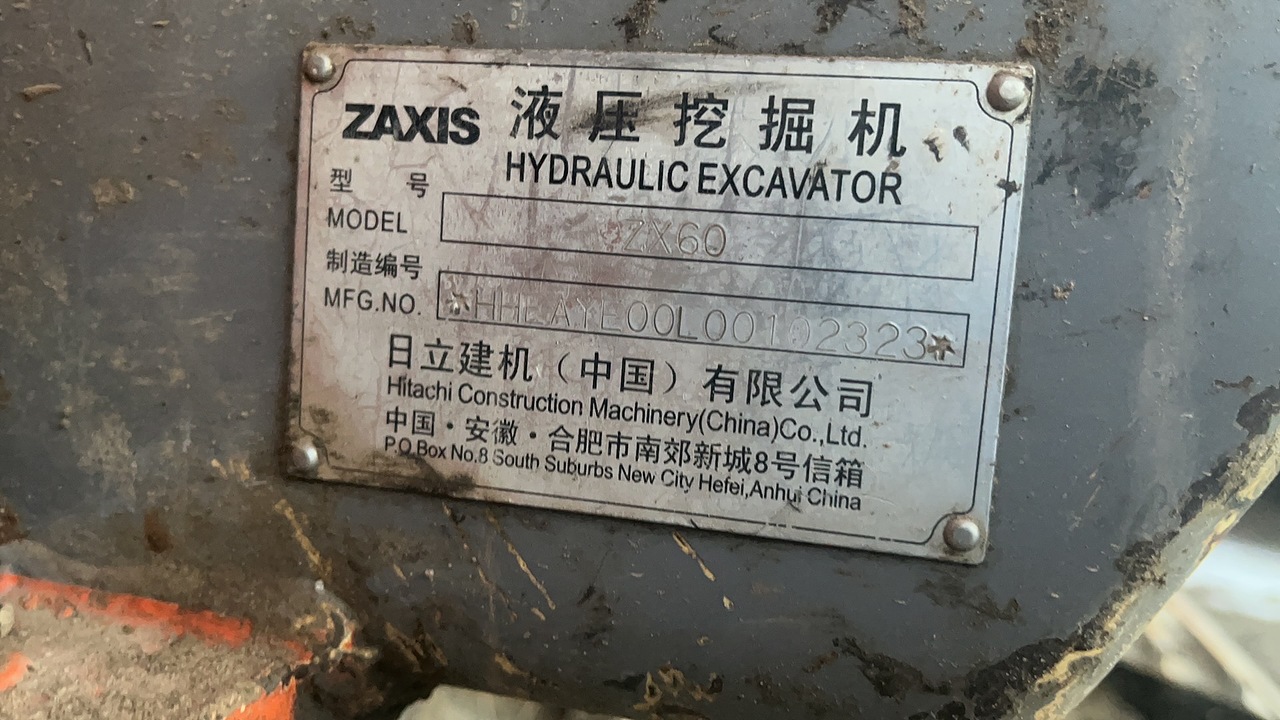 ZAXIS 液压挖掘机
HYDRAULIC EXCAVATOR
型号
MODEL ZX60
制造编号
MFG.NO.
日立建机（中国）有限公司
Hitachi Construction Machinery(China)Co.,Ltd.
中国·安徽·合肥市南郊新城8号信箱
P.O.Box No.8 South Suburbs New City Hefei,Anhui China